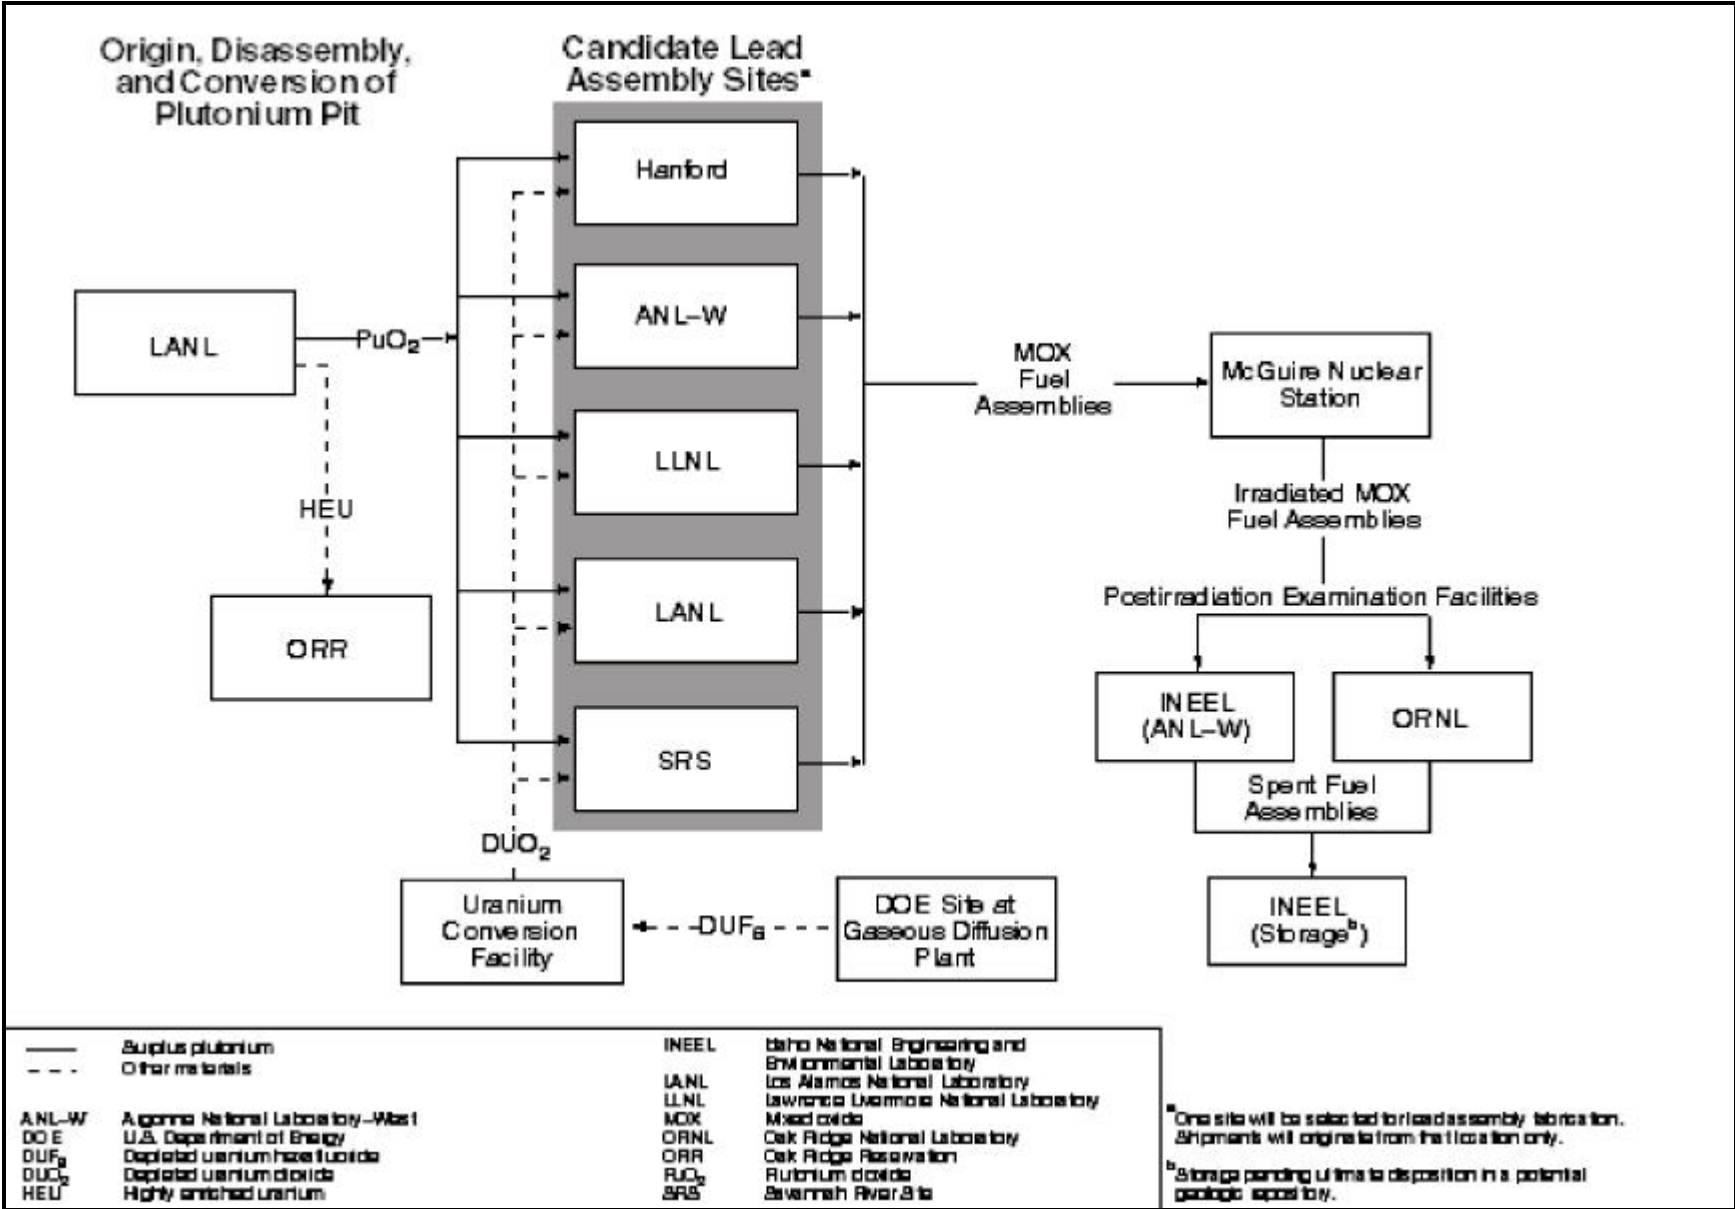 Origin, Disassembly,
and Conversion of
Plutonium Pit
Candidate Lead
Assembly Sitesᵃ
Hanford
ANL–W
LLNL
LANL
SRS
LANL
PuO₂
HEU
ORR
DUO₂
Uranium
Conversion
Facility
DUF₆
DOE Site at
Gaseous Diffusion
Plant
MOX
Fuel
Assemblies
McGuire Nuclear
Station
Irradiated MOX
Fuel Assemblies
Postirradiation Examination Facilities
INEEL
(ANL–W)
ORNL
Spent Fuel
Assemblies
INEEL
(Storageᵇ)
Surplus plutonium
Other materials
ANL–W Argonne National Laboratory–West
DOE U.S. Department of Energy
DUF₆ Depleted uranium hexafluoride
DUO₂ Depleted uranium dioxide
HEU Highly enriched uranium
INEEL Idaho National Engineering and
Environmental Laboratory
LANL Los Alamos National Laboratory
LLNL Lawrence Livermore National Laboratory
MOX Mixed oxide
ORNL Oak Ridge National Laboratory
ORR Oak Ridge Reservation
PuO₂ Plutonium dioxide
SRS Savannah River Site
ᵃOne site will be selected for lead assembly fabrication.
Shipments will originate from that location only.
ᵇStorage pending ultimate disposition in a potential
geologic repository.